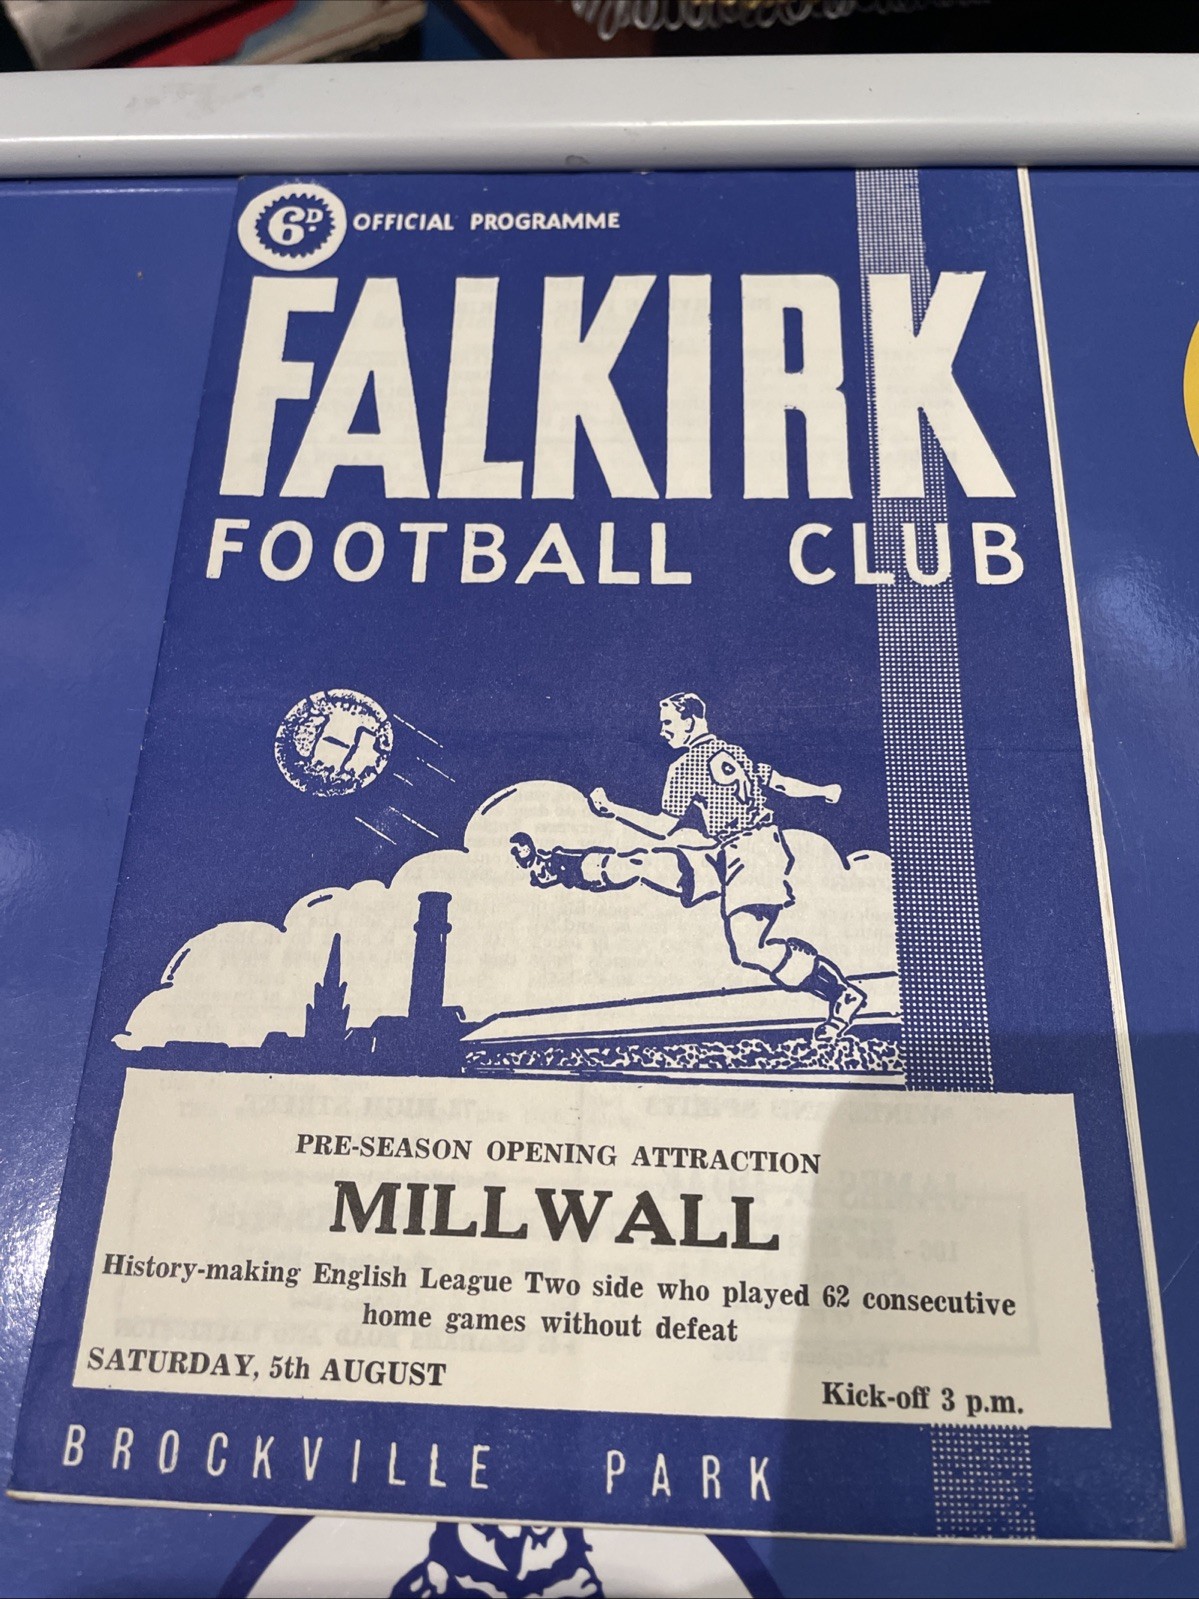 6D. OFFICIAL PROGRAMME
FALKIRK
FOOTBALL CLUB
9
PRE-SEASON OPENING ATTRACTION
MILLWALL
History-making English League Two side who played 62 consecutive
home games without defeat
SATURDAY, 5th AUGUST
Kick-off 3 p.m.
BROCKVILLE PARK